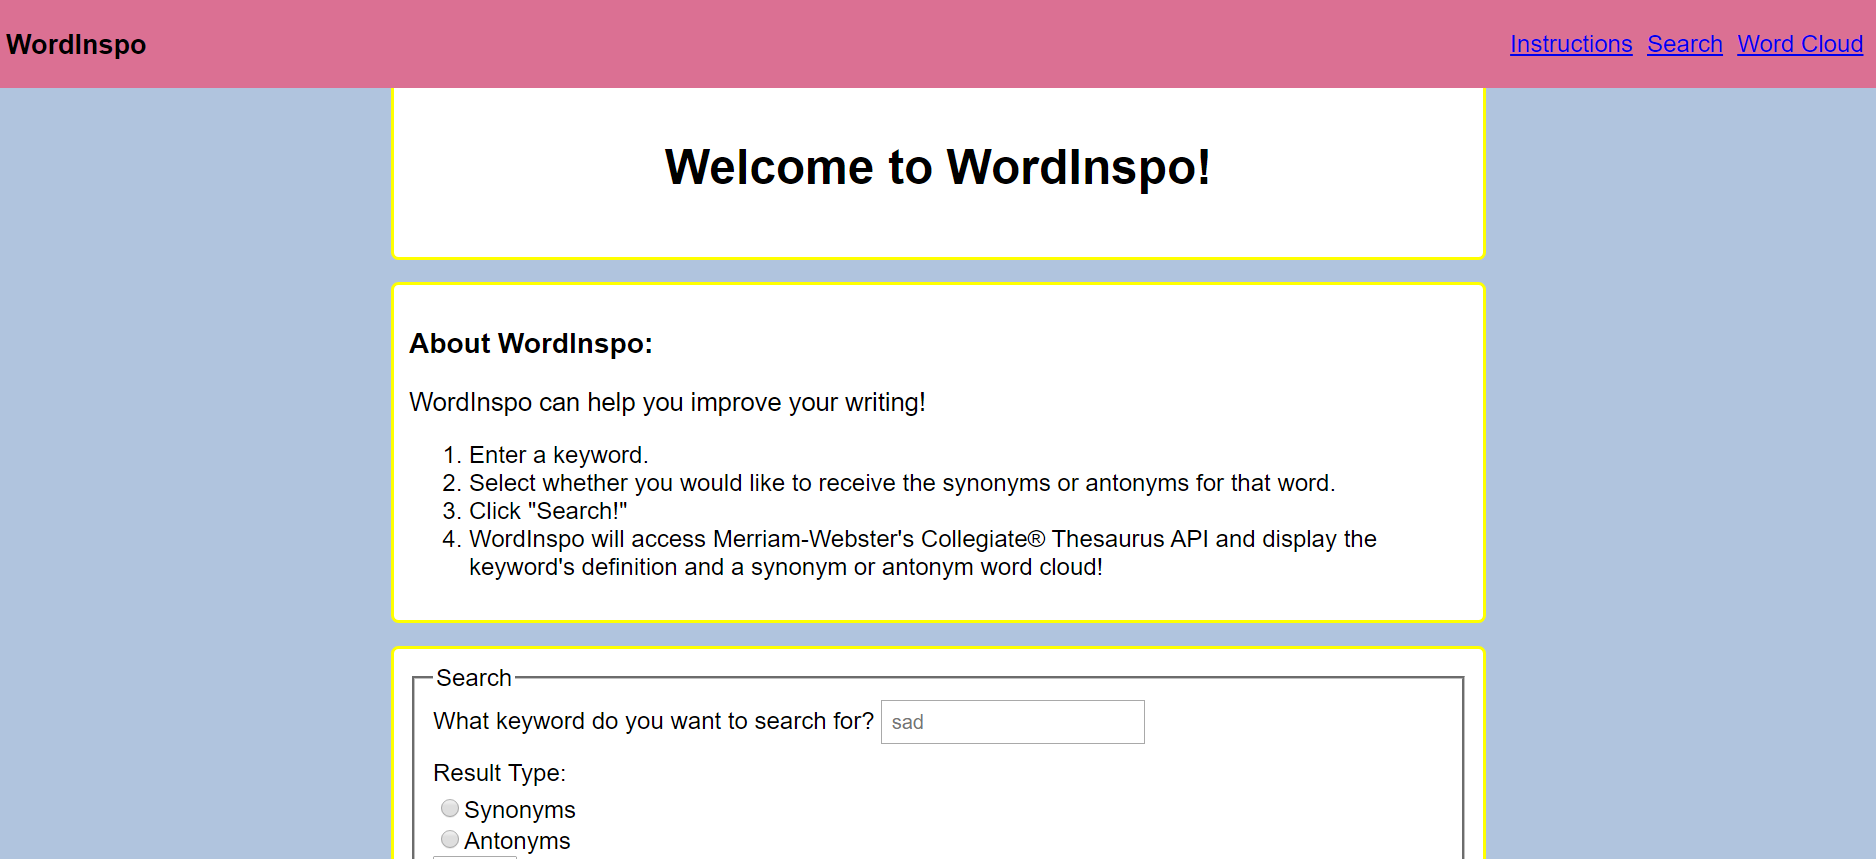 WordInspo
Instructions Search Word Cloud
Welcome to WordInspo!
About WordInspo:
WordInspo can help you improve your writing!
1. Enter a keyword.
2. Select whether you would like to receive the synonyms or antonyms for that word.
3. Click "Search!"
4. WordInspo will access Merriam-Webster's Collegiate® Thesaurus API and display the
keyword's definition and a synonym or antonym word cloud!
Search
What keyword do you want to search for? sad
Result Type:
Synonyms
Antonyms